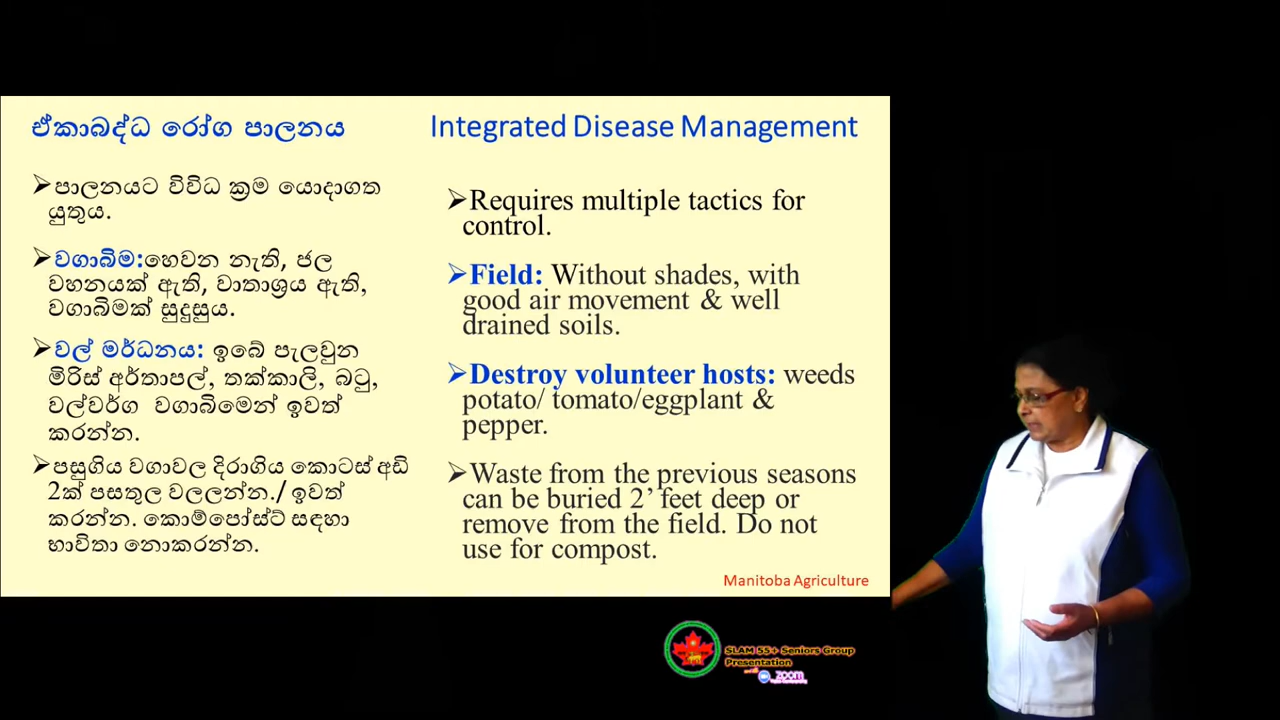 ඒකාබද්ධ රෝග පාලනය
➢පාලනයට විවිධ ක්‍රම යොදාගත
යුතුය.
➢වගාබිම:හෙවන නැති, ජල
වහනයක් ඇති, වාතාශ්‍රය ඇති,
වගාබිමක් සුදුසුය.
➢වල් මර්ධනය: ඉබේ පැලවුන
මිරිස් අර්තාපල්, තක්කාලි, බටු,
වල්වර්ග වගාබිමෙන් ඉවත්
කරන්න.
➢පසුගිය වගාවල දිරාගිය කොටස් අඩි
2ක් පසතුල වලලන්න./ ඉවත්
කරන්න. කොම්පෝස්ට් සඳහා
භාවිතා නොකරන්න.
Integrated Disease Management
➢Requires multiple tactics for
control.
➢Field: Without shades, with
good air movement & well
drained soils.
➢Destroy volunteer hosts: weeds
potato/ tomato/eggplant &
pepper.
➢Waste from the previous seasons
can be buried 2’ feet deep or
remove from the field. Do not
use for compost.
Manitoba Agriculture
SLAM 55+ Seniors Group
Presentation
zoom